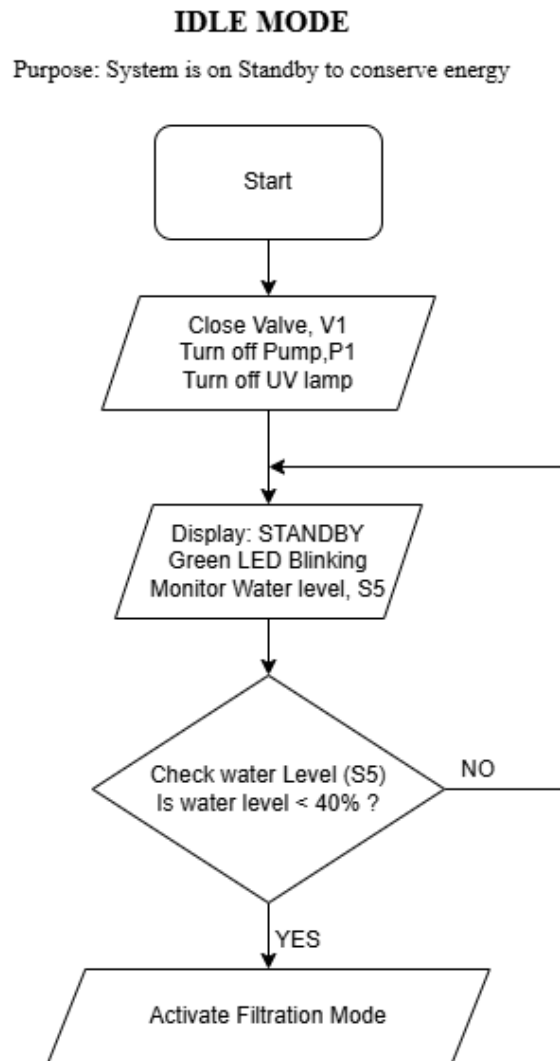 IDLE MODE
Purpose: System is on Standby to conserve energy
Start
Close Valve, V1
Turn off Pump,P1
Turn off UV lamp
Display: STANDBY
Green LED Blinking
Monitor Water level, S5
Check water Level (S5)
Is water level < 40% ?
NO
YES
Activate Filtration Mode